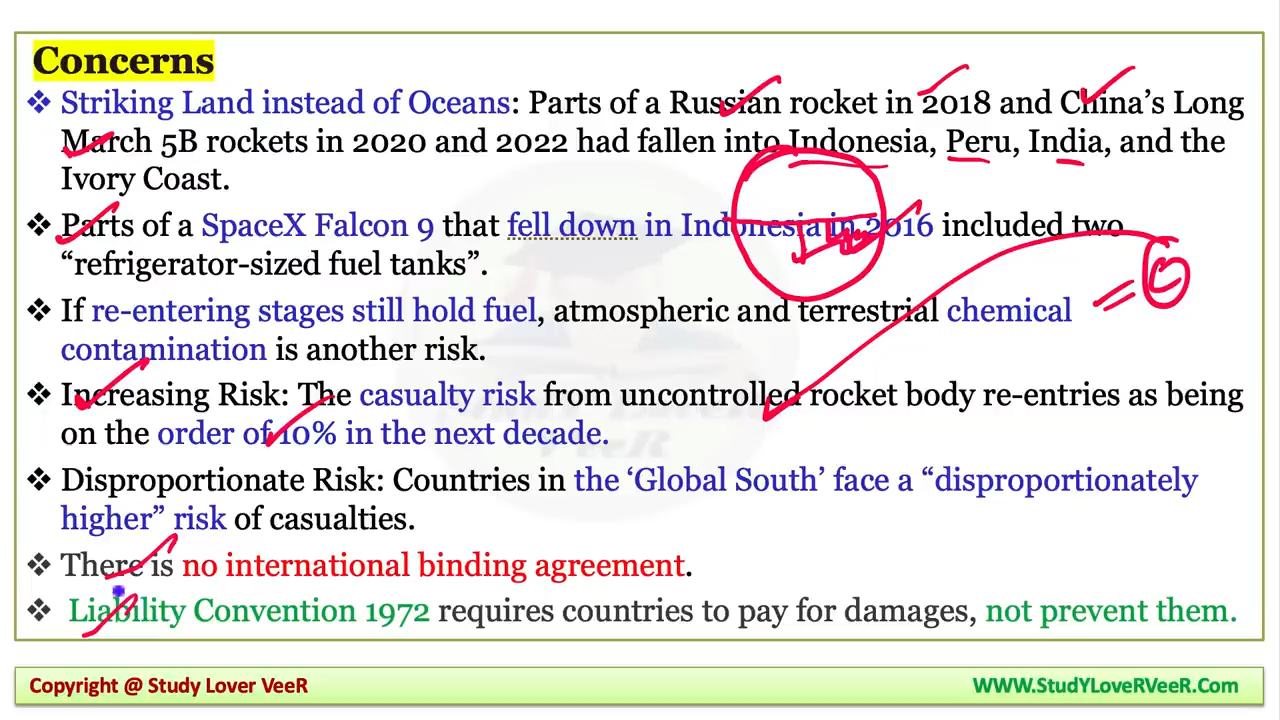 Concerns
❖ Striking Land instead of Oceans: Parts of a Russian rocket in 2018 and China’s Long
March 5B rockets in 2020 and 2022 had fallen into Indonesia, Peru, India, and the
Ivory Coast.
❖ Parts of a SpaceX Falcon 9 that fell down in Indonesia in 2016 included two
“refrigerator-sized fuel tanks”.
❖ If re-entering stages still hold fuel, atmospheric and terrestrial chemical
contamination is another risk.
❖ Increasing Risk: The casualty risk from uncontrolled rocket body re-entries as being
on the order of 10% in the next decade.
❖ Disproportionate Risk: Countries in the ‘Global South’ face a “disproportionately
higher” risk of casualties.
❖ There is no international binding agreement.
❖ Liability Convention 1972 requires countries to pay for damages, not prevent them.
Copyright @ Study Lover VeeR
WWW.StudYLoveRVeeR.Com